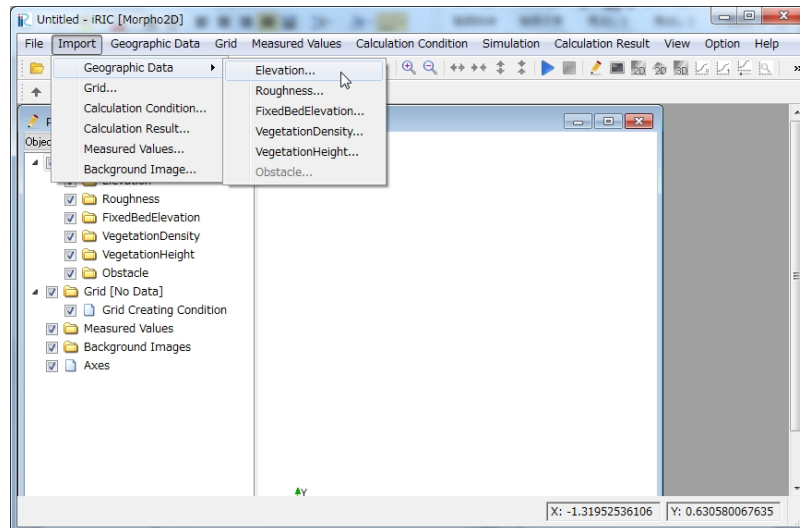 Untitled - iRIC [Morpho2D]
File Import Geographic Data Grid Measured Values Calculation Condition Simulation Calculation Result View Option Help
Geographic Data
Grid...
Calculation Condition...
Calculation Result...
Measured Values...
Background Image...
Elevation...
Roughness...
FixedBedElevation...
VegetationDensity...
VegetationHeight...
Obstacle...
Objec
Roughness
FixedBedElevation
VegetationDensity
VegetationHeight
Obstacle
Grid [No Data]
Grid Creating Condition
Measured Values
Background Images
Axes
Y
X: -1.31952536106 Y: 0.630580067635